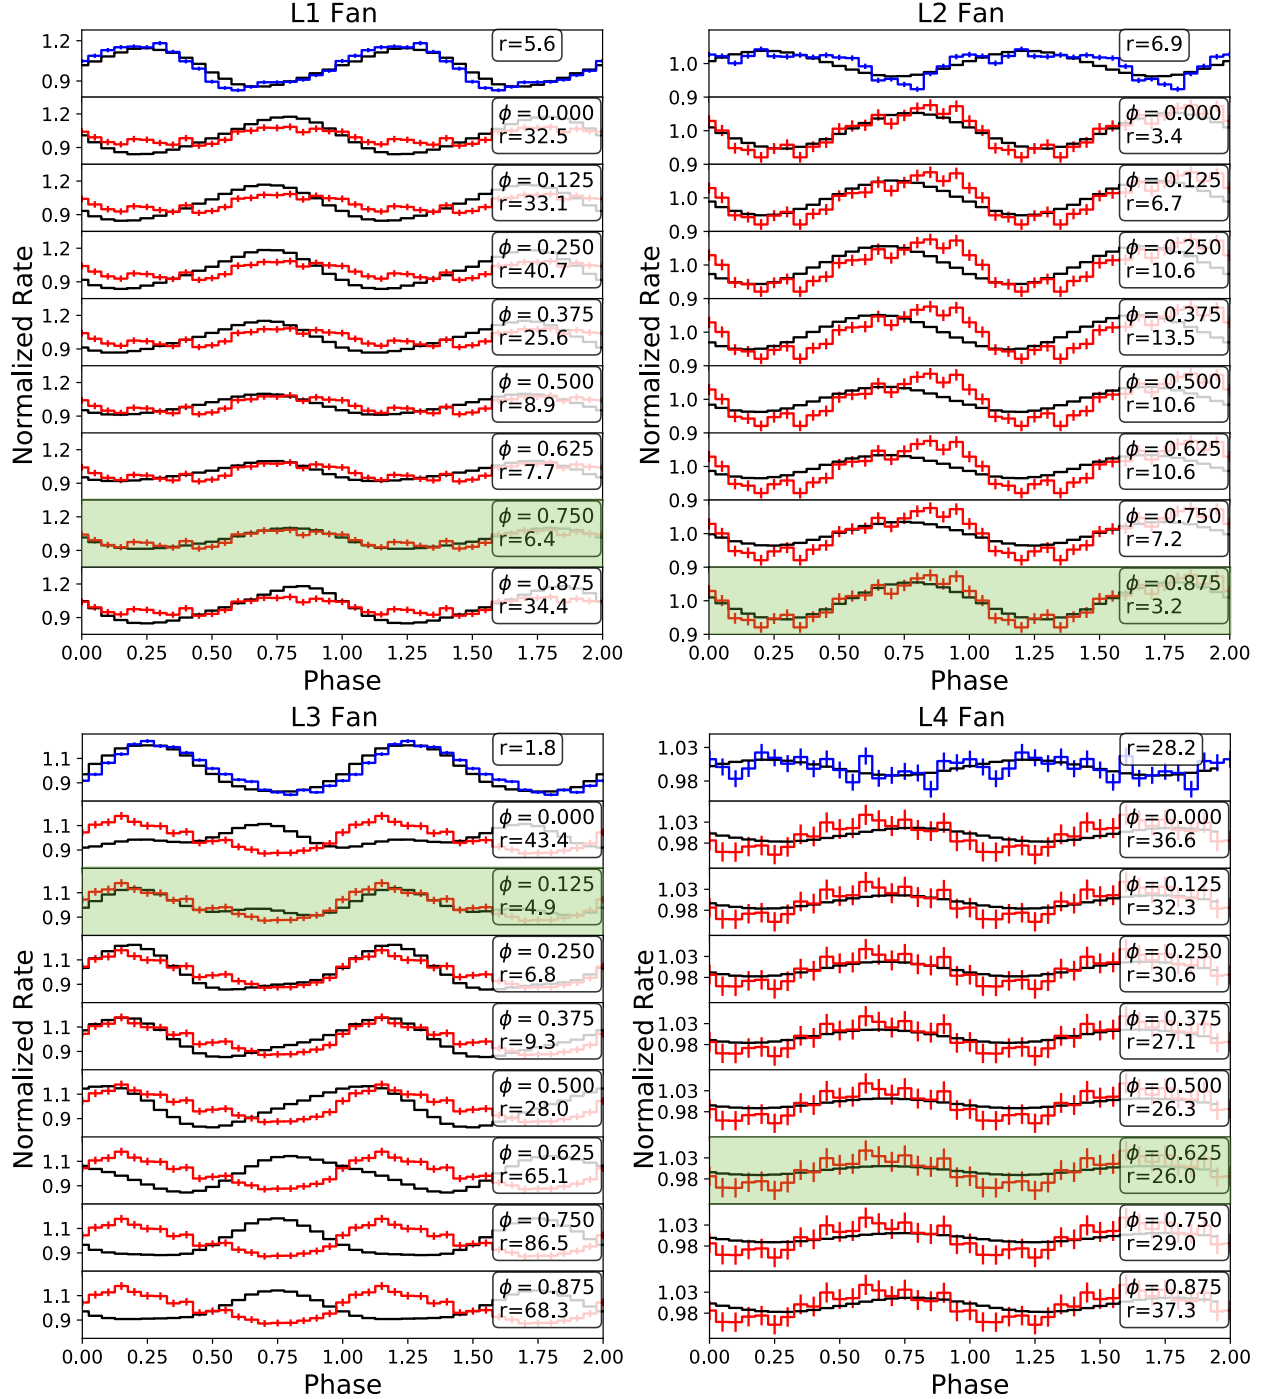 L1 Fan
1.2
0.9
r=5.6
1.2
0.9
ϕ = 0.000
r=32.5
1.2
0.9
ϕ = 0.125
r=33.1
1.2
0.9
ϕ = 0.250
r=40.7
1.2
0.9
ϕ = 0.375
r=25.6
1.2
0.9
ϕ = 0.500
r=8.9
1.2
0.9
ϕ = 0.625
r=7.7
1.2
0.9
ϕ = 0.750
r=6.4
1.2
0.9
ϕ = 0.875
r=34.4
0.00 0.25 0.50 0.75 1.00 1.25 1.50 1.75 2.00
Phase
Normalized Rate
L2 Fan
1.0
0.9
r=6.9
1.0
0.9
ϕ = 0.000
r=3.4
1.0
0.9
ϕ = 0.125
r=6.7
1.0
0.9
ϕ = 0.250
r=10.6
1.0
0.9
ϕ = 0.375
r=13.5
1.0
0.9
ϕ = 0.500
r=10.6
1.0
0.9
ϕ = 0.625
r=10.6
1.0
0.9
ϕ = 0.750
r=7.2
1.0
0.9
ϕ = 0.875
r=3.2
0.00 0.25 0.50 0.75 1.00 1.25 1.50 1.75 2.00
Phase
Normalized Rate
L3 Fan
1.1
0.9
r=1.8
1.1
0.9
ϕ = 0.000
r=43.4
1.1
0.9
ϕ = 0.125
r=4.9
1.1
0.9
ϕ = 0.250
r=6.8
1.1
0.9
ϕ = 0.375
r=9.3
1.1
0.9
ϕ = 0.500
r=28.0
1.1
0.9
ϕ = 0.625
r=65.1
1.1
0.9
ϕ = 0.750
r=86.5
1.1
0.9
ϕ = 0.875
r=68.3
0.00 0.25 0.50 0.75 1.00 1.25 1.50 1.75 2.00
Phase
Normalized Rate
L4 Fan
1.03
0.98
r=28.2
1.03
0.98
ϕ = 0.000
r=36.6
1.03
0.98
ϕ = 0.125
r=32.3
1.03
0.98
ϕ = 0.250
r=30.6
1.03
0.98
ϕ = 0.375
r=27.1
1.03
0.98
ϕ = 0.500
r=26.3
1.03
0.98
ϕ = 0.625
r=26.0
1.03
0.98
ϕ = 0.750
r=29.0
1.03
0.98
ϕ = 0.875
r=37.3
0.00 0.25 0.50 0.75 1.00 1.25 1.50 1.75 2.00
Phase
Normalized Rate